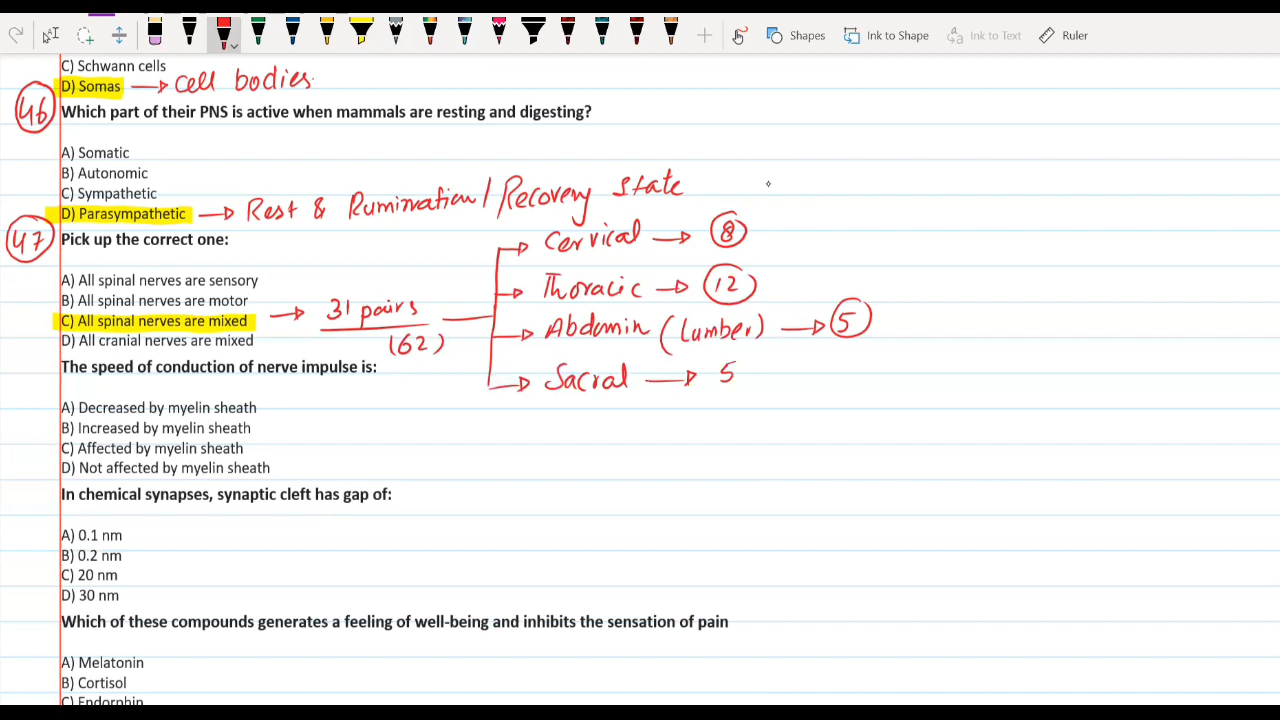 Shapes Ink to Shape Ink to Text Ruler
C) Schwann cells
D) Somas → cell bodies
46 Which part of their PNS is active when mammals are resting and digesting?
A) Somatic
B) Autonomic
C) Sympathetic
D) Parasympathetic → Rest & Rumination/Recovery state
47 Pick up the correct one:
Cervical → 8
A) All spinal nerves are sensory
Thoracic → 12
B) All spinal nerves are motor
C) All spinal nerves are mixed → 31 pairs
Abdomin (lumber) → 5
D) All cranial nerves are mixed
(62)
The speed of conduction of nerve impulse is:
Sacral → 5
A) Decreased by myelin sheath
B) Increased by myelin sheath
C) Affected by myelin sheath
D) Not affected by myelin sheath
In chemical synapses, synaptic cleft has gap of:
A) 0.1 nm
B) 0.2 nm
C) 20 nm
D) 30 nm
Which of these compounds generates a feeling of well-being and inhibits the sensation of pain
A) Melatonin
B) Cortisol
C) Endorphin